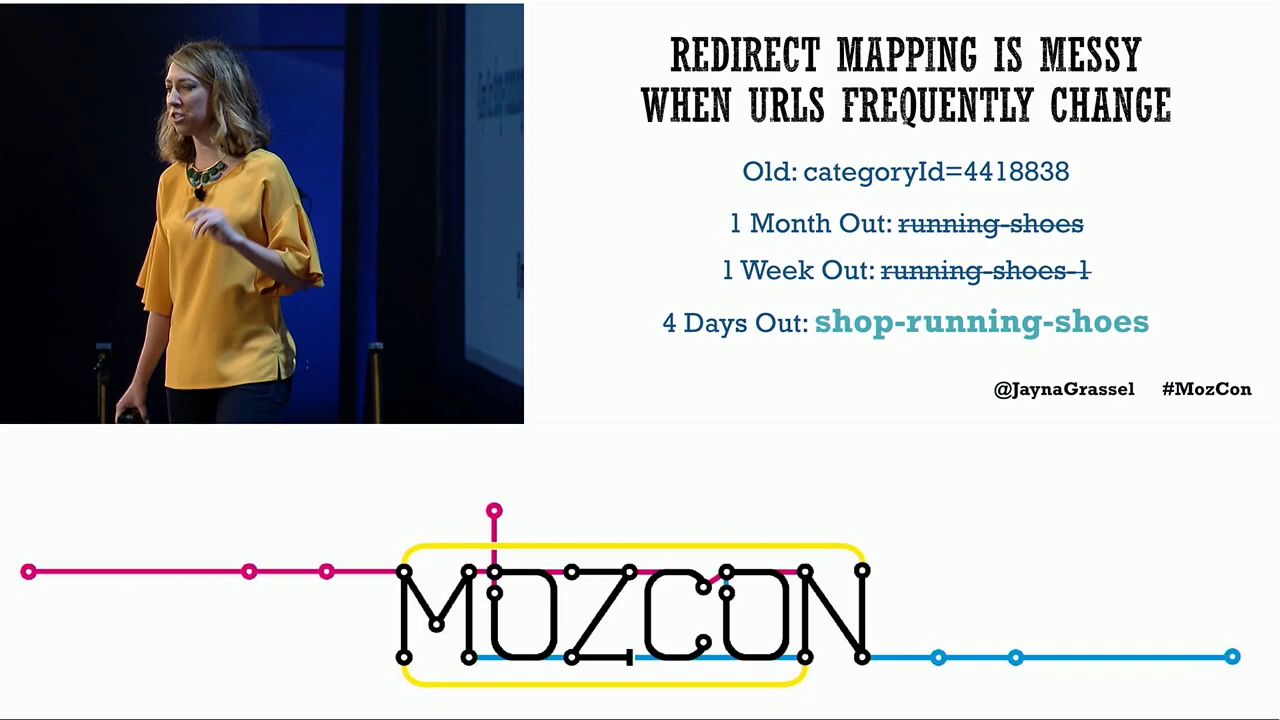 REDIRECT MAPPING IS MESSY
WHEN URLS FREQUENTLY CHANGE
Old: categoryId=4418838
1 Month Out: running-shoes
1 Week Out: running-shoes-1
4 Days Out: shop-running-shoes
@JaynaGrassel #MozCon
MOZCON